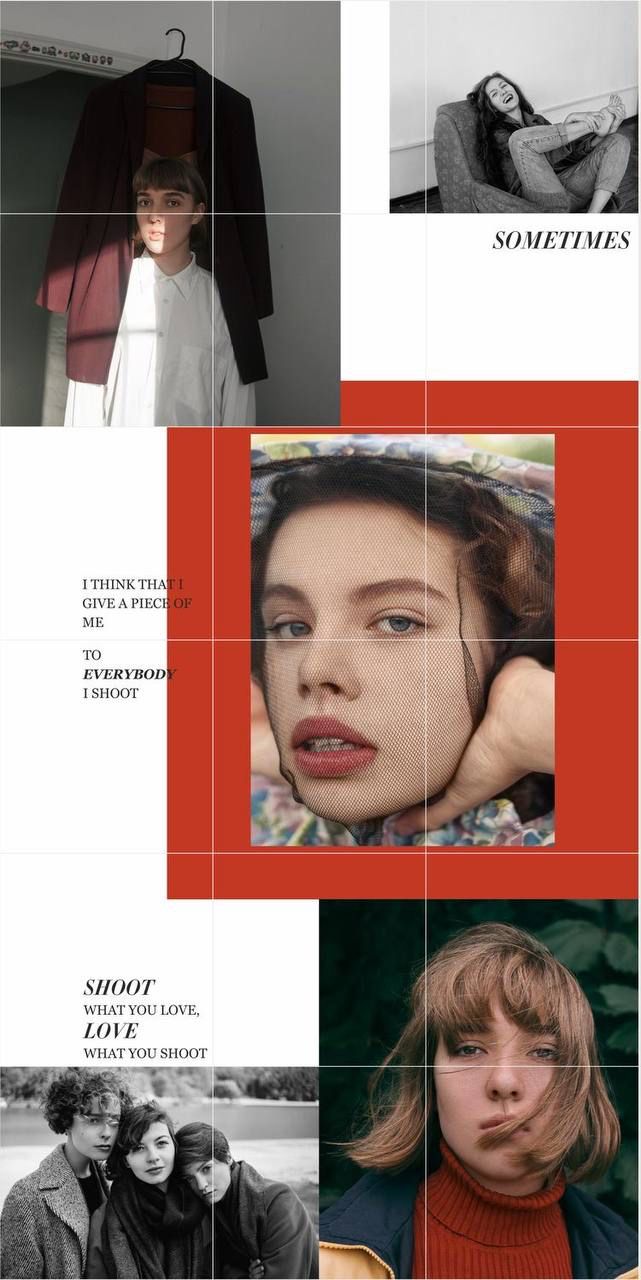 SOMETIMES
I THINK THAT I
GIVE A PIECE OF
ME
TO
EVERYBODY
I SHOOT
SHOOT
WHAT YOU LOVE,
LOVE
WHAT YOU SHOOT